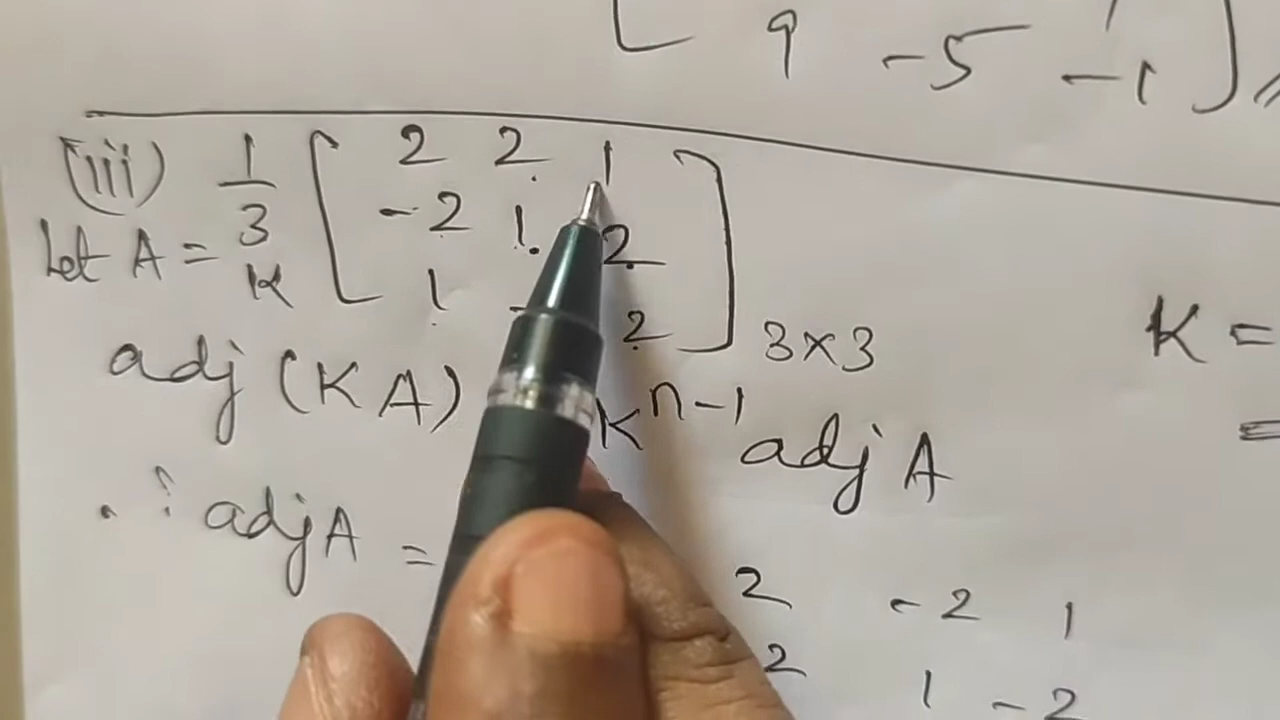 9 -5 -1
(iii) 1/3 [ 2 2 1
-2 1 2
1 - 2 ] 3×3
Let A =
K
K =
adj (KA) K^n-1 adj A
=
∴ adj A =
2 -2 1
2 1 -2